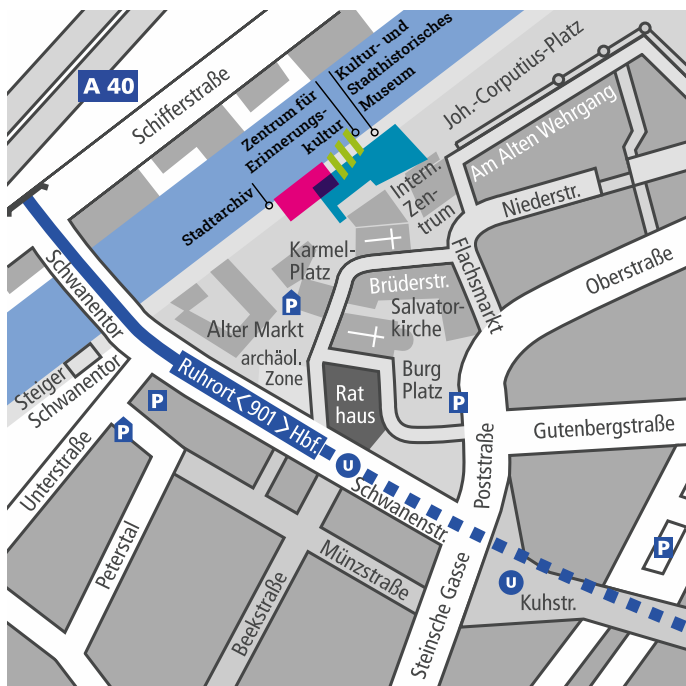 A 40
Schifferstraße
Kultur- und
Stadthistorisches
Museum
Zentrum für
Erinnerungs-
kultur
Stadtarchiv
Joh.-Corputius-Platz
Am Alten Wehrgang
Intern.
Zen-
trum
Niederstr.
Oberstraße
Flachsmarkt
Karmel-
Platz
Brüderstr.
Salvator-
kirche
P
Alter Markt
archäol.
Zone
Burg
Platz
P
Rat
haus
Schwanentor
Steiger
Schwanentor
P
P
Ruhrort < 901 > Hbf.
U
Schwanenstr.
Gutenbergstraße
Poststraße
Unterstraße
Peterstal
Münzstraße
Beekstraße
Steinsche Gasse
U
Kuhstr.
P